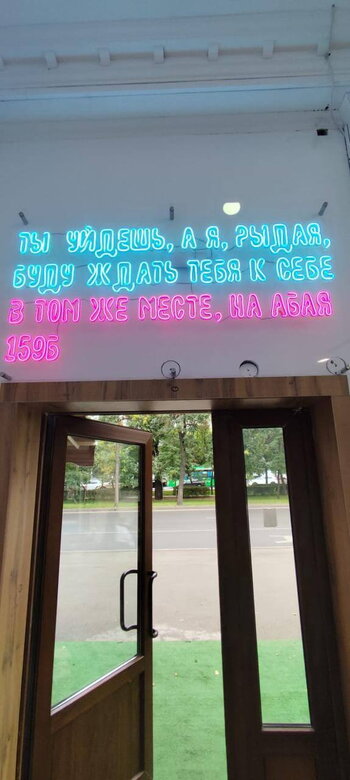 ТЫ УЙДЕШЬ, А Я, РЫДАЯ,
БУДУ ЖДАТЬ ТЕБЯ К СЕБЕ
В ТОМ ЖЕ МЕСТЕ, НА АБАЯ
159Б